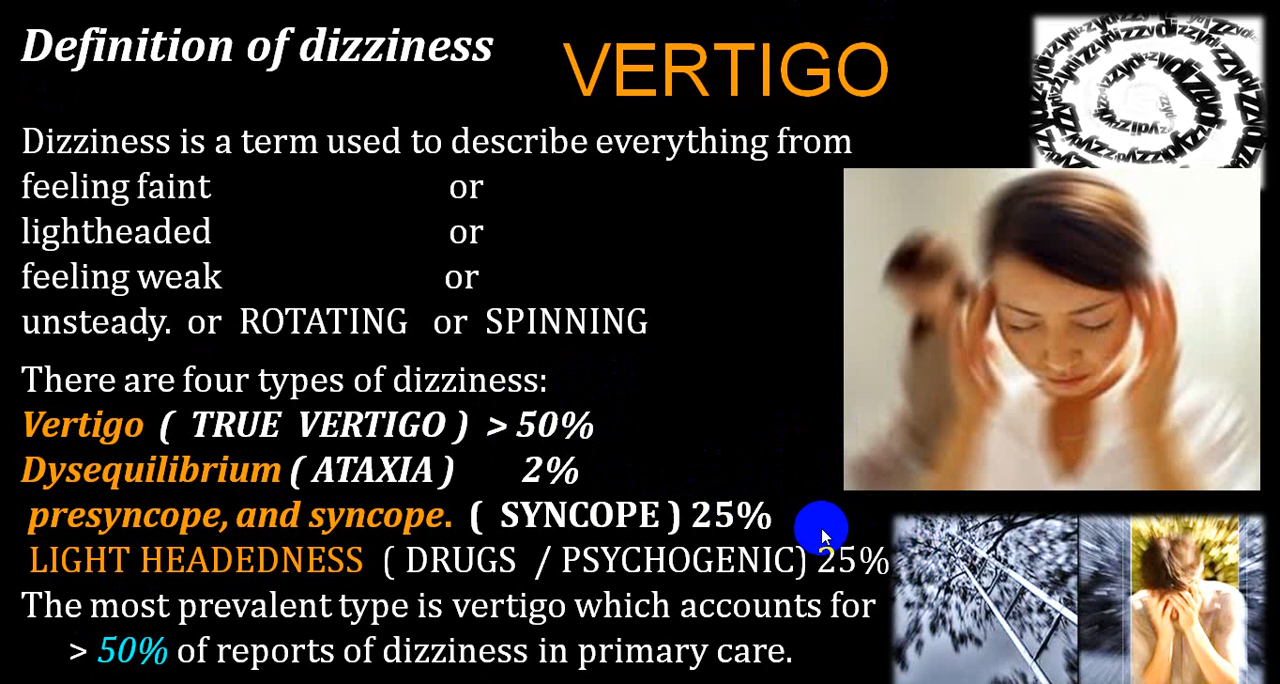 Definition of dizziness
VERTIGO
Dizziness is a term used to describe everything from
feeling faint or
lightheaded or
feeling weak or
unsteady. or ROTATING or SPINNING
There are four types of dizziness:
Vertigo ( TRUE VERTIGO ) > 50%
Dysequilibrium ( ATAXIA ) 2%
presyncope, and syncope. ( SYNCOPE ) 25%
LIGHT HEADEDNESS ( DRUGS / PSYCHOGENIC) 25%
The most prevalent type is vertigo which accounts for
> 50% of reports of dizziness in primary care.